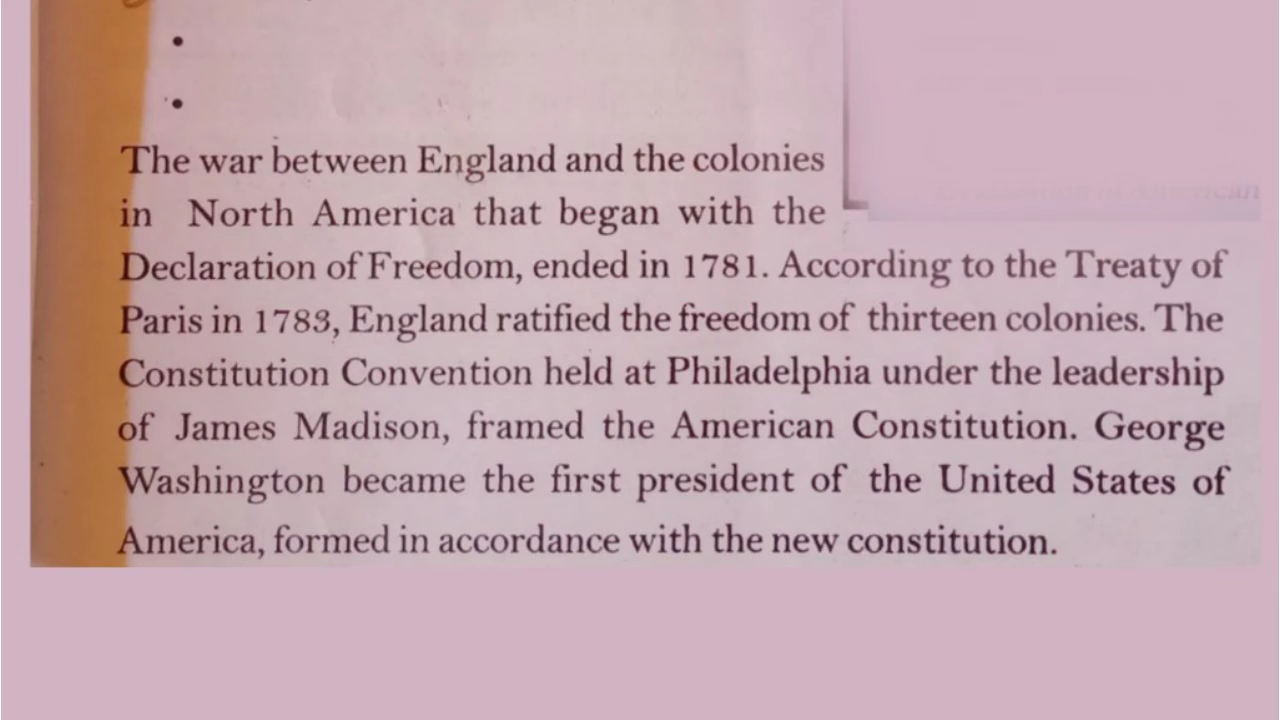 The war between England and the colonies
in North America that began with the
Declaration of Freedom, ended in 1781. According to the Treaty of
Paris in 1783, England ratified the freedom of thirteen colonies. The
Constitution Convention held at Philadelphia under the leadership
of James Madison, framed the American Constitution. George
Washington became the first president of the United States of
America, formed in accordance with the new constitution.